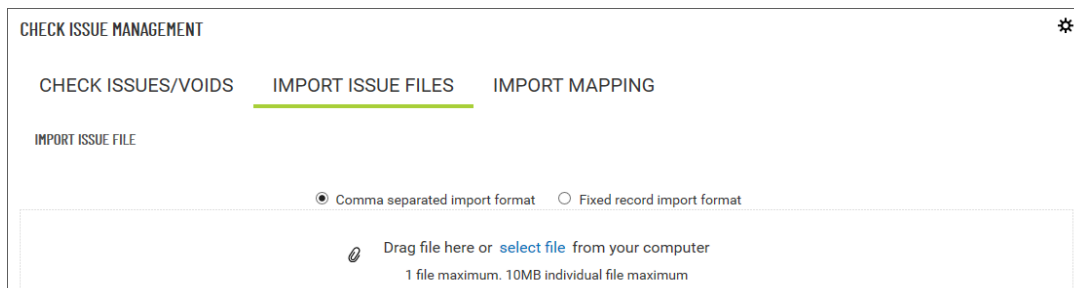 CHECK ISSUE MANAGEMENT
CHECK ISSUES/VOIDS IMPORT ISSUE FILES IMPORT MAPPING
IMPORT ISSUE FILE
Comma separated import format Fixed record import format
Drag file here or select file from your computer
1 file maximum. 10MB individual file maximum